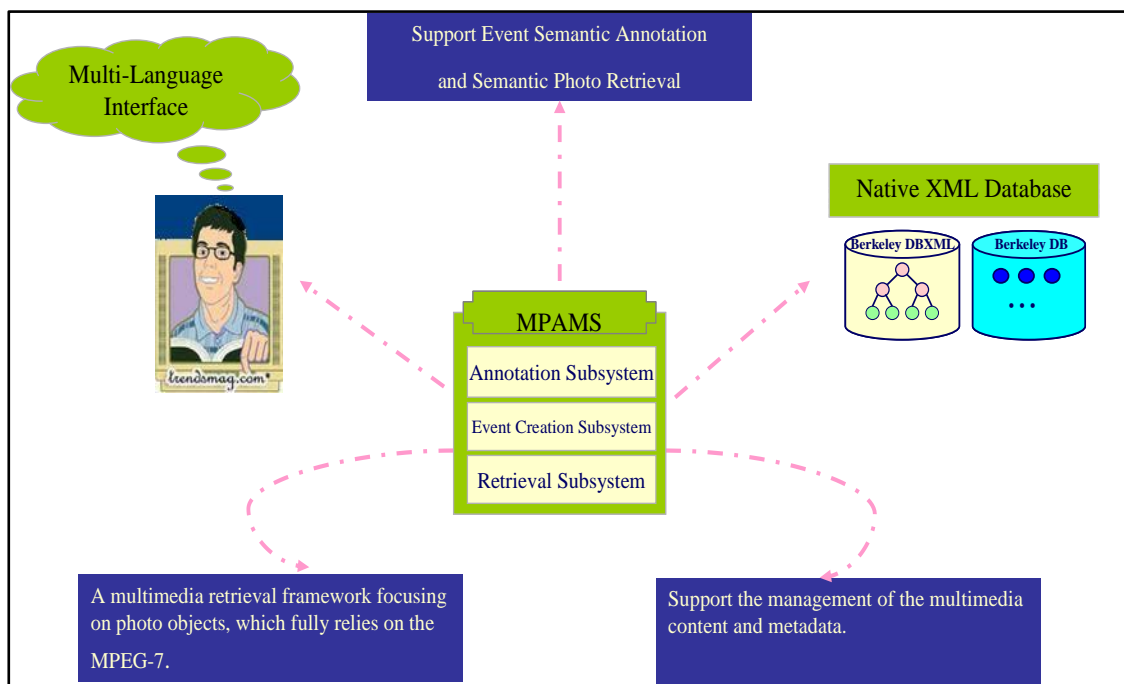 Support Event Semantic Annotation
and Semantic Photo Retrieval
Multi-Language
Interface
Native XML Database
Berkeley DBXML
Berkeley DB
...
trendsmag.com*
MPAMS
Annotation Subsystem
Event Creation Subsystem
Retrieval Subsystem
A multimedia retrieval framework focusing
on photo objects, which fully relies on the
MPEG-7.
Support the management of the multimedia
content and metadata.